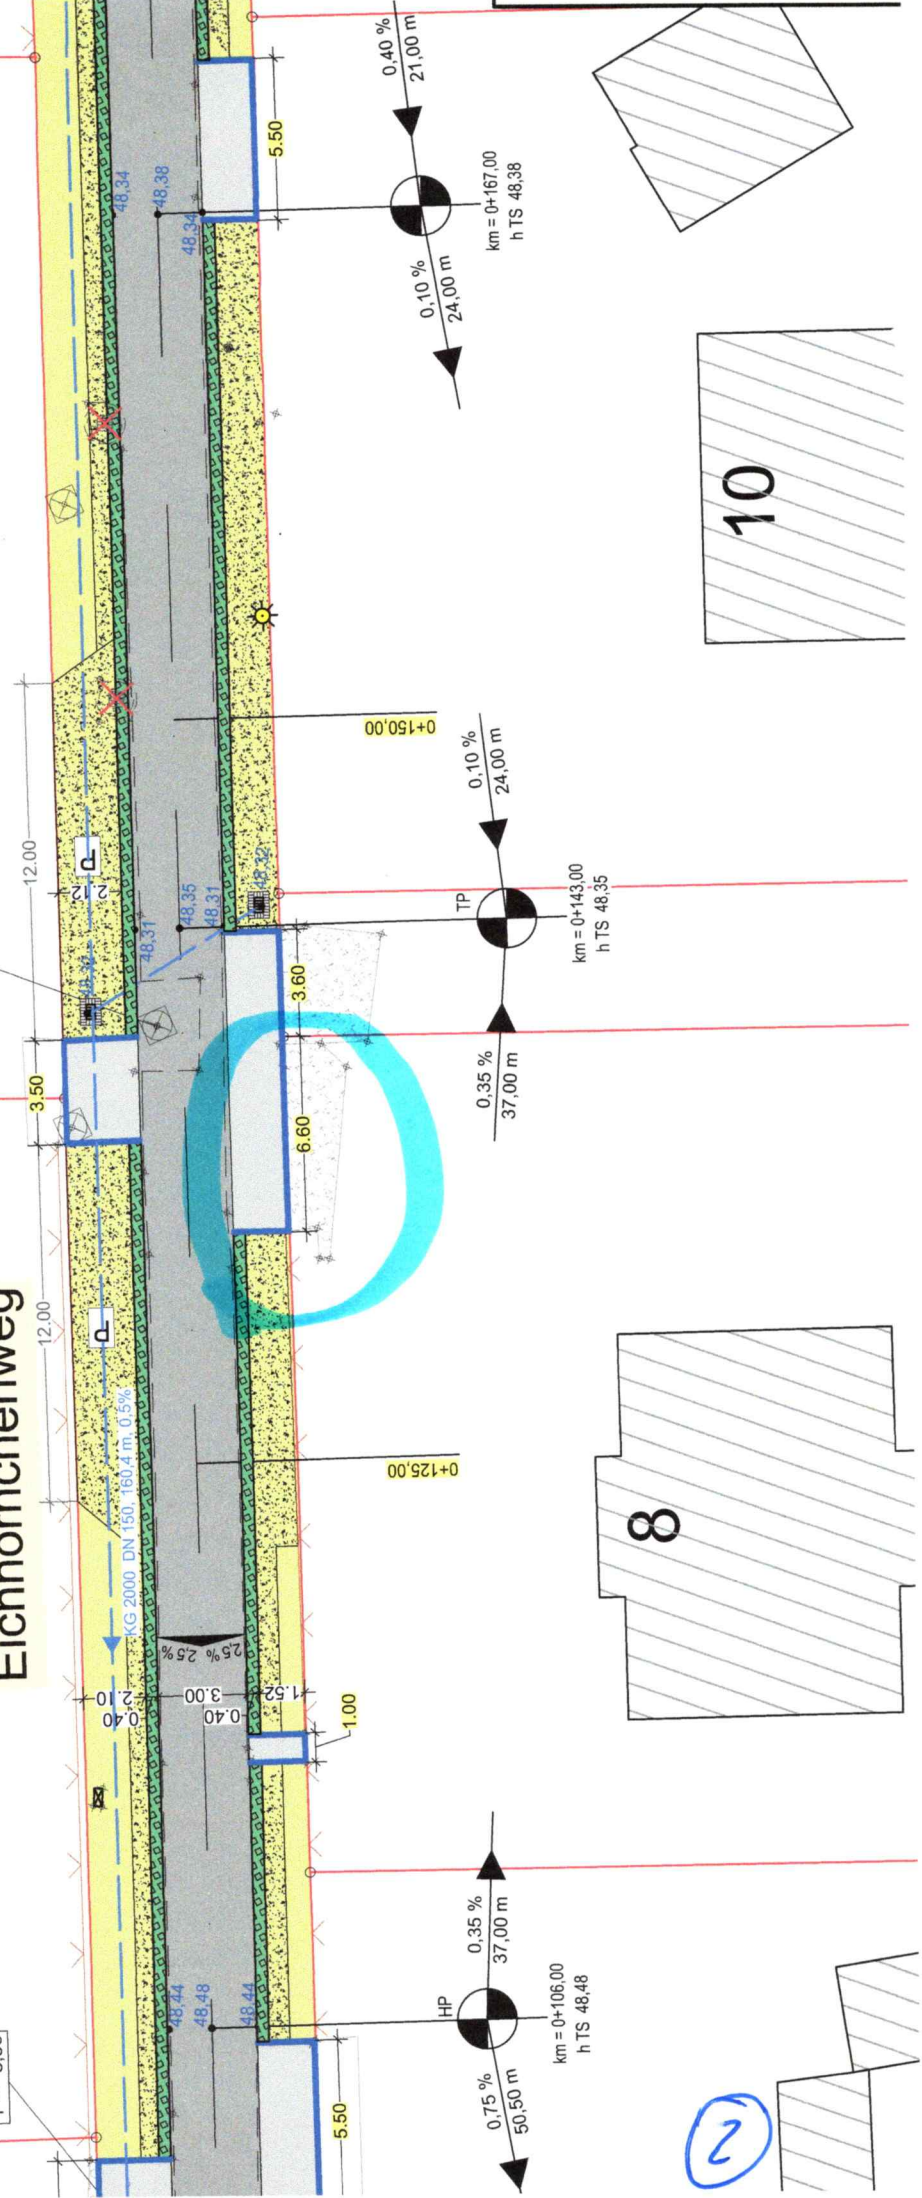 Eichhörnchenweg
0,40 %
21,00 m
5.50
48,34
48,38
48,34
km = 0+167,00
h TS 48,38
0,10 %
24,00 m
10
12.00
0+150,00
0,10 %
24,00 m
P
2.12
TP
48,32
48,35
48,31
48,31
km = 0+143,00
h TS 48,35
3.60
3.50
0,35 %
37,00 m
6.60
12.00
P
KG 2000 DN 150, 160,4 m, 0,5%
0+125,00
8
2,5 %
2,5 %
2.10
0.40
3.00
0.40
1.52
1.00
0,35 %
37,00 m
HP
48,44
48,48
48,44
km = 0+106,00
h TS 48,48
0,75 %
50,50 m
5.50
2